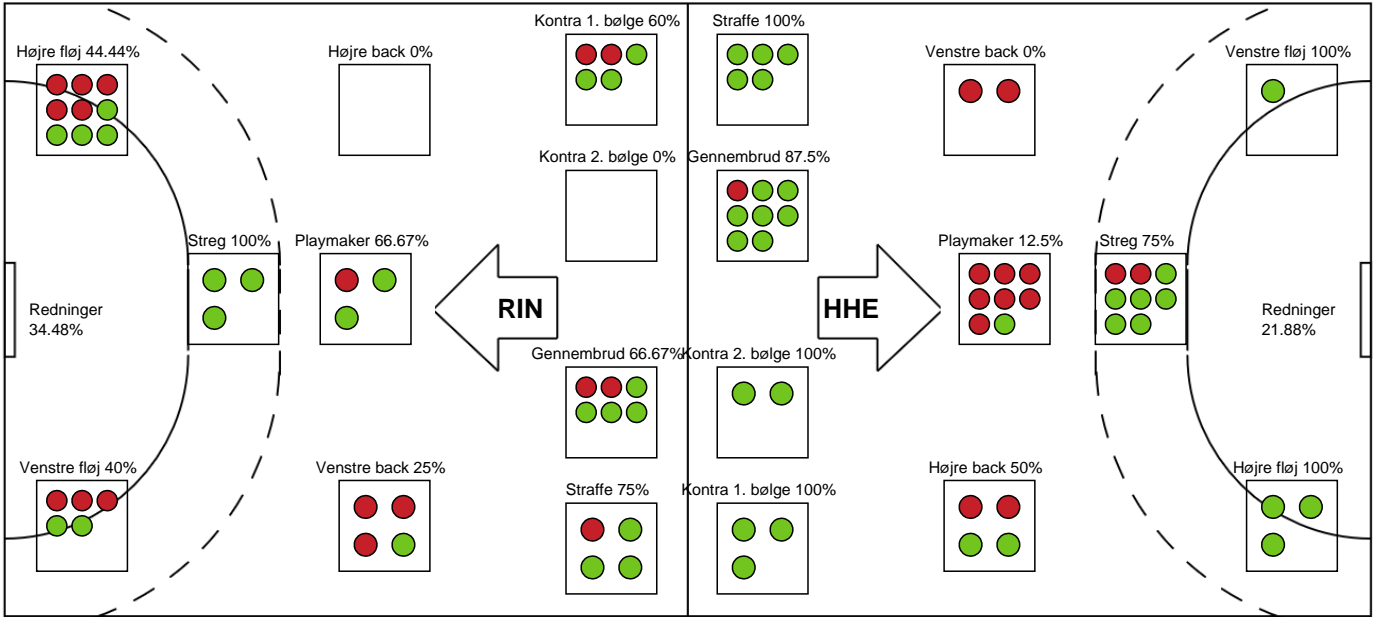 Kontra 1. bølge 60%
Straffe 100%
Højre fløj 44.44%
Højre back 0%
Venstre back 0%
Venstre fløj 100%
Kontra 2. bølge 0%
Gennembrud 87.5%
Streg 100%
Playmaker 66.67%
Playmaker 12.5%
Streg 75%
RIN
HHE
Redninger
34.48%
Redninger
21.88%
Gennembrud 66.67%
Kontra 2. bølge 100%
Venstre fløj 40%
Venstre back 25%
Straffe 75%
Kontra 1. bølge 100%
Højre back 50%
Højre fløj 100%